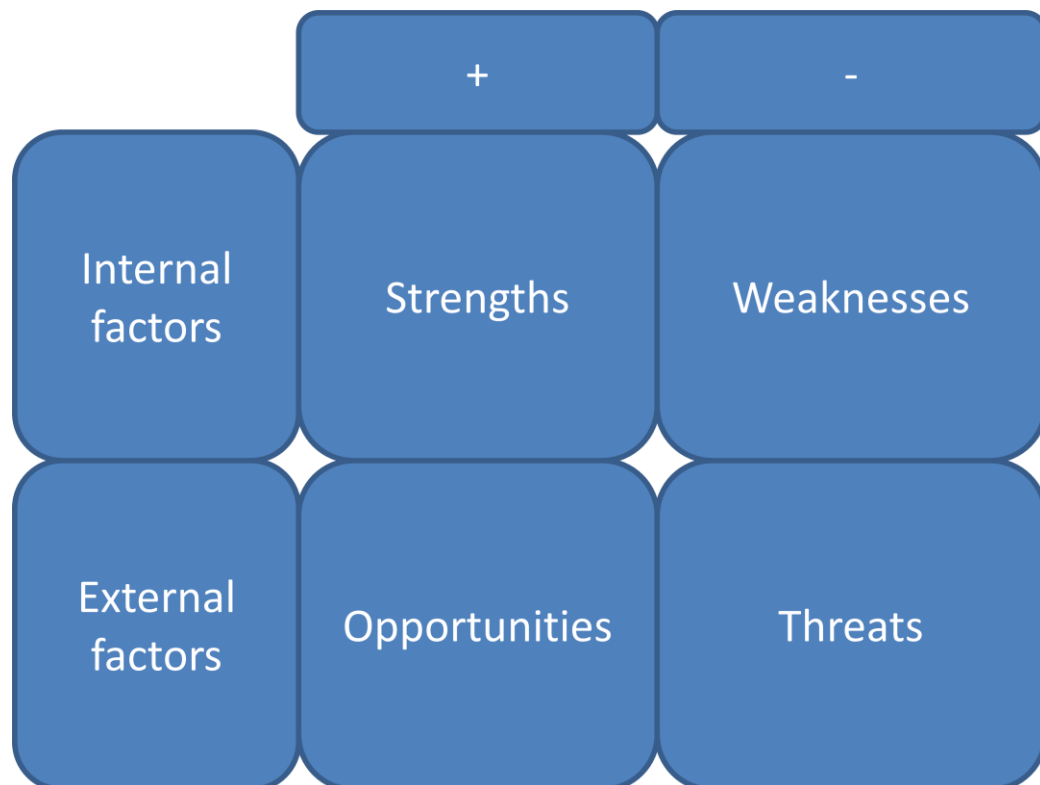 +
-
Internal
factors
Strengths
Weaknesses
External
factors
Opportunities
Threats